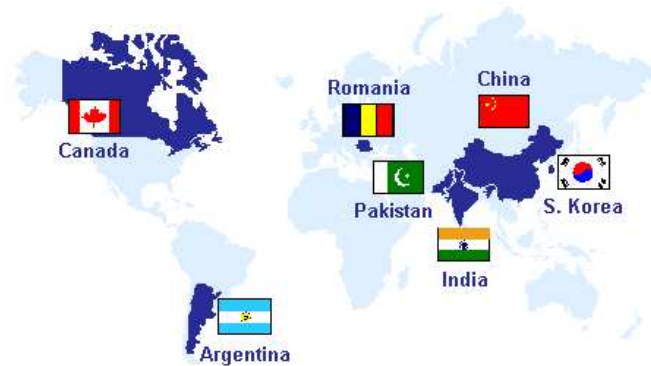 China
Romania
Canada
Pakistan
S. Korea
India
Argentina